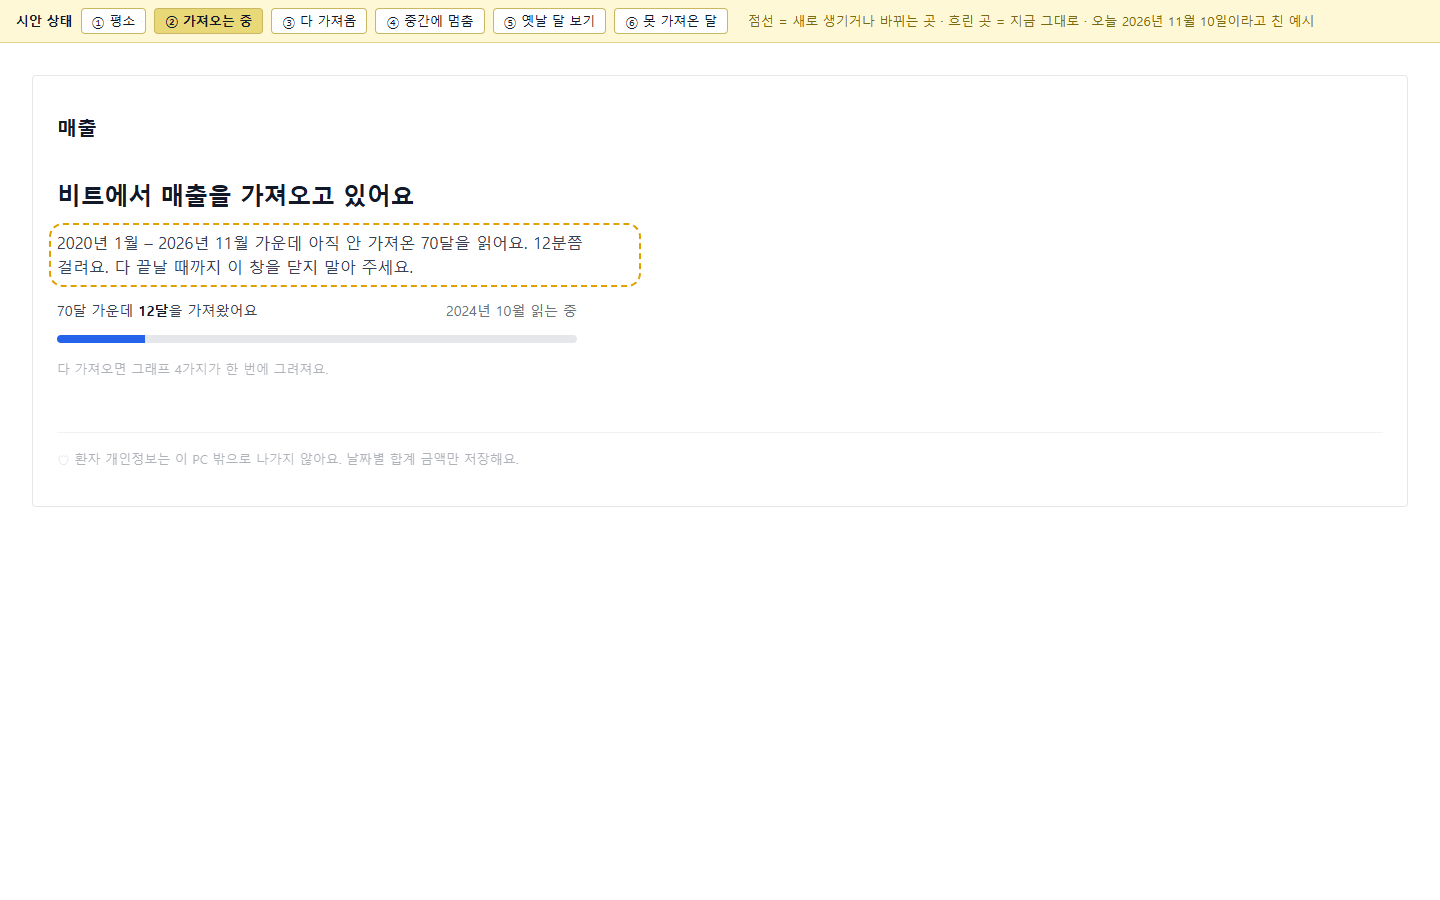 시안 상태 ① 평소 ② 가져오는 중 ③ 다 가져옴 ④ 중간에 멈춤 ⑤ 옛날 달 보기 ⑥ 못 가져온 달 점선 = 새로 생기거나 바뀌는 곳 · 흐린 곳 = 지금 그대로 · 오늘 2026년 11월 10일이라고 친 예시
매출
비트에서 매출을 가져오고 있어요
2020년 1월 – 2026년 11월 가운데 아직 안 가져온 70달을 읽어요. 12분쯤
걸려요. 다 끝날 때까지 이 창을 닫지 말아 주세요.
70달 가운데 12달을 가져왔어요 2024년 10월 읽는 중
다 가져오면 그래프 4가지가 한 번에 그려져요.
환자 개인정보는 이 PC 밖으로 나가지 않아요. 날짜별 합계 금액만 저장해요.